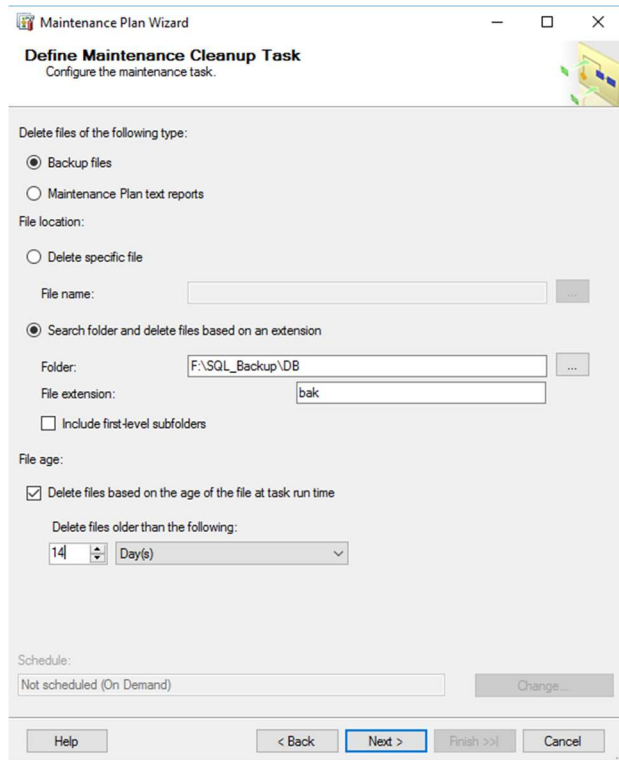 Maintenance Plan Wizard
Define Maintenance Cleanup Task
Configure the maintenance task.
Delete files of the following type:
Backup files
Maintenance Plan text reports
File location:
Delete specific file
File name:
...
Search folder and delete files based on an extension
Folder: F:\SQL_Backup\DB ...
File extension: bak
Include first-level subfolders
File age:
Delete files based on the age of the file at task run time
Delete files older than the following:
14 Day(s)
Schedule:
Not scheduled (On Demand) Change...
Help < Back Next > Finish >>| Cancel